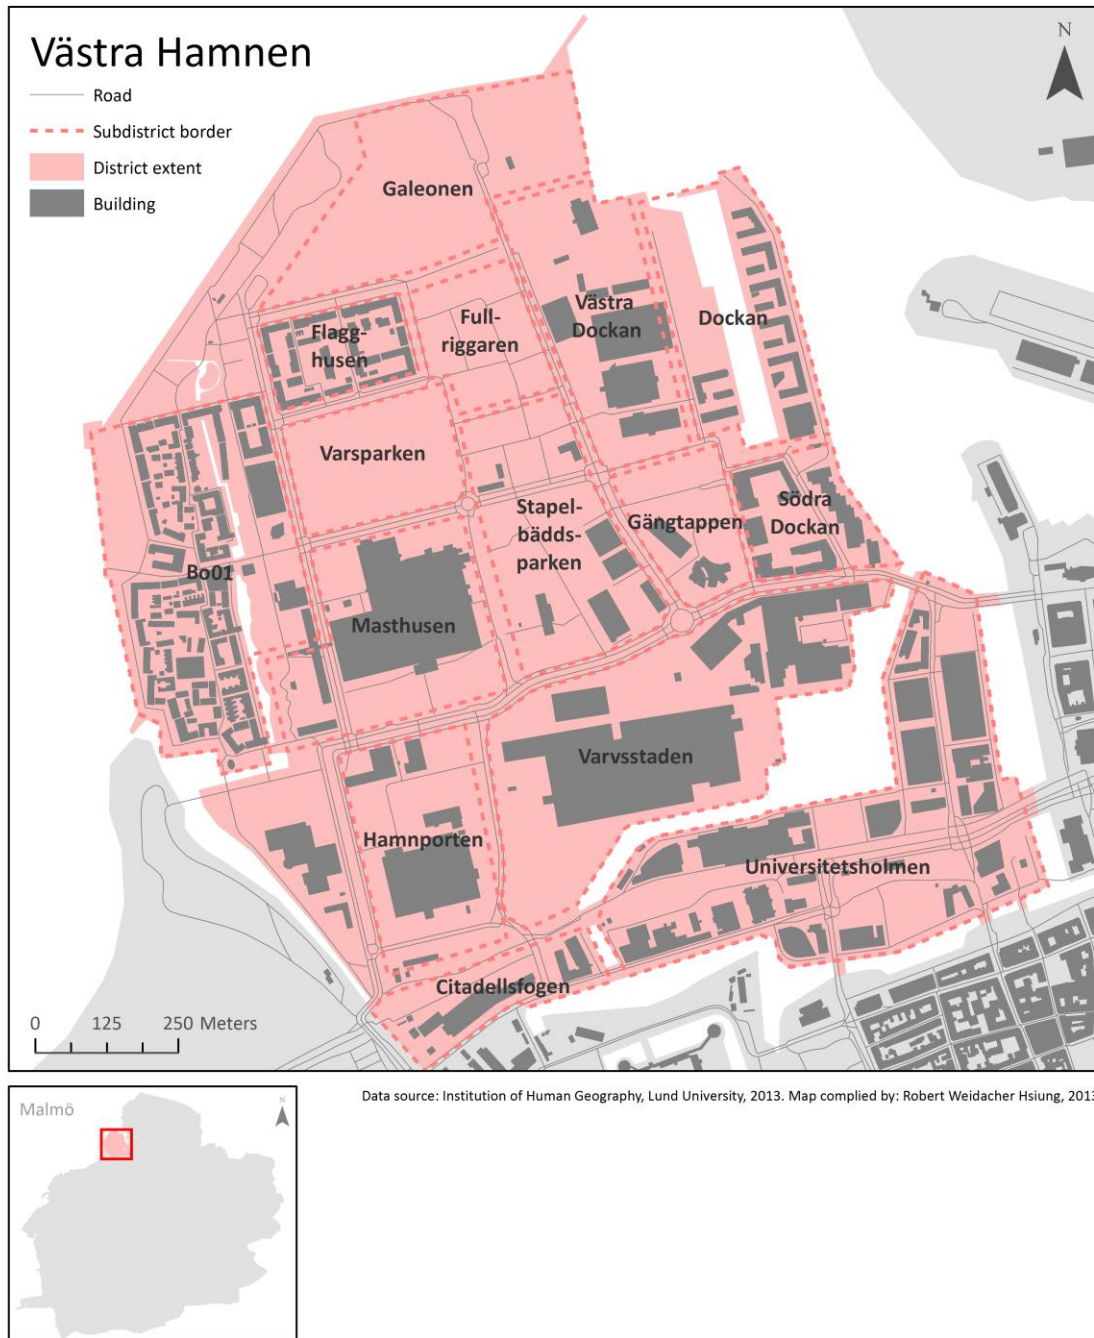 Västra Hamnen
Road
Subdistrict border
District extent
Building
N
Galeonen
Flagg-
husen
Full-
riggaren
Västra
Dockan
Dockan
Varsparken
Stapel-
bädds-
parken
Gängtappen
Södra
Dockan
Bo01
Masthusen
Varvsstaden
Hamnporten
Universitetsholmen
Citadellsfogen
0 125 250 Meters
Malmö
N
Data source: Institution of Human Geography, Lund University, 2013. Map complied by: Robert Weidacher Hsiung, 2013